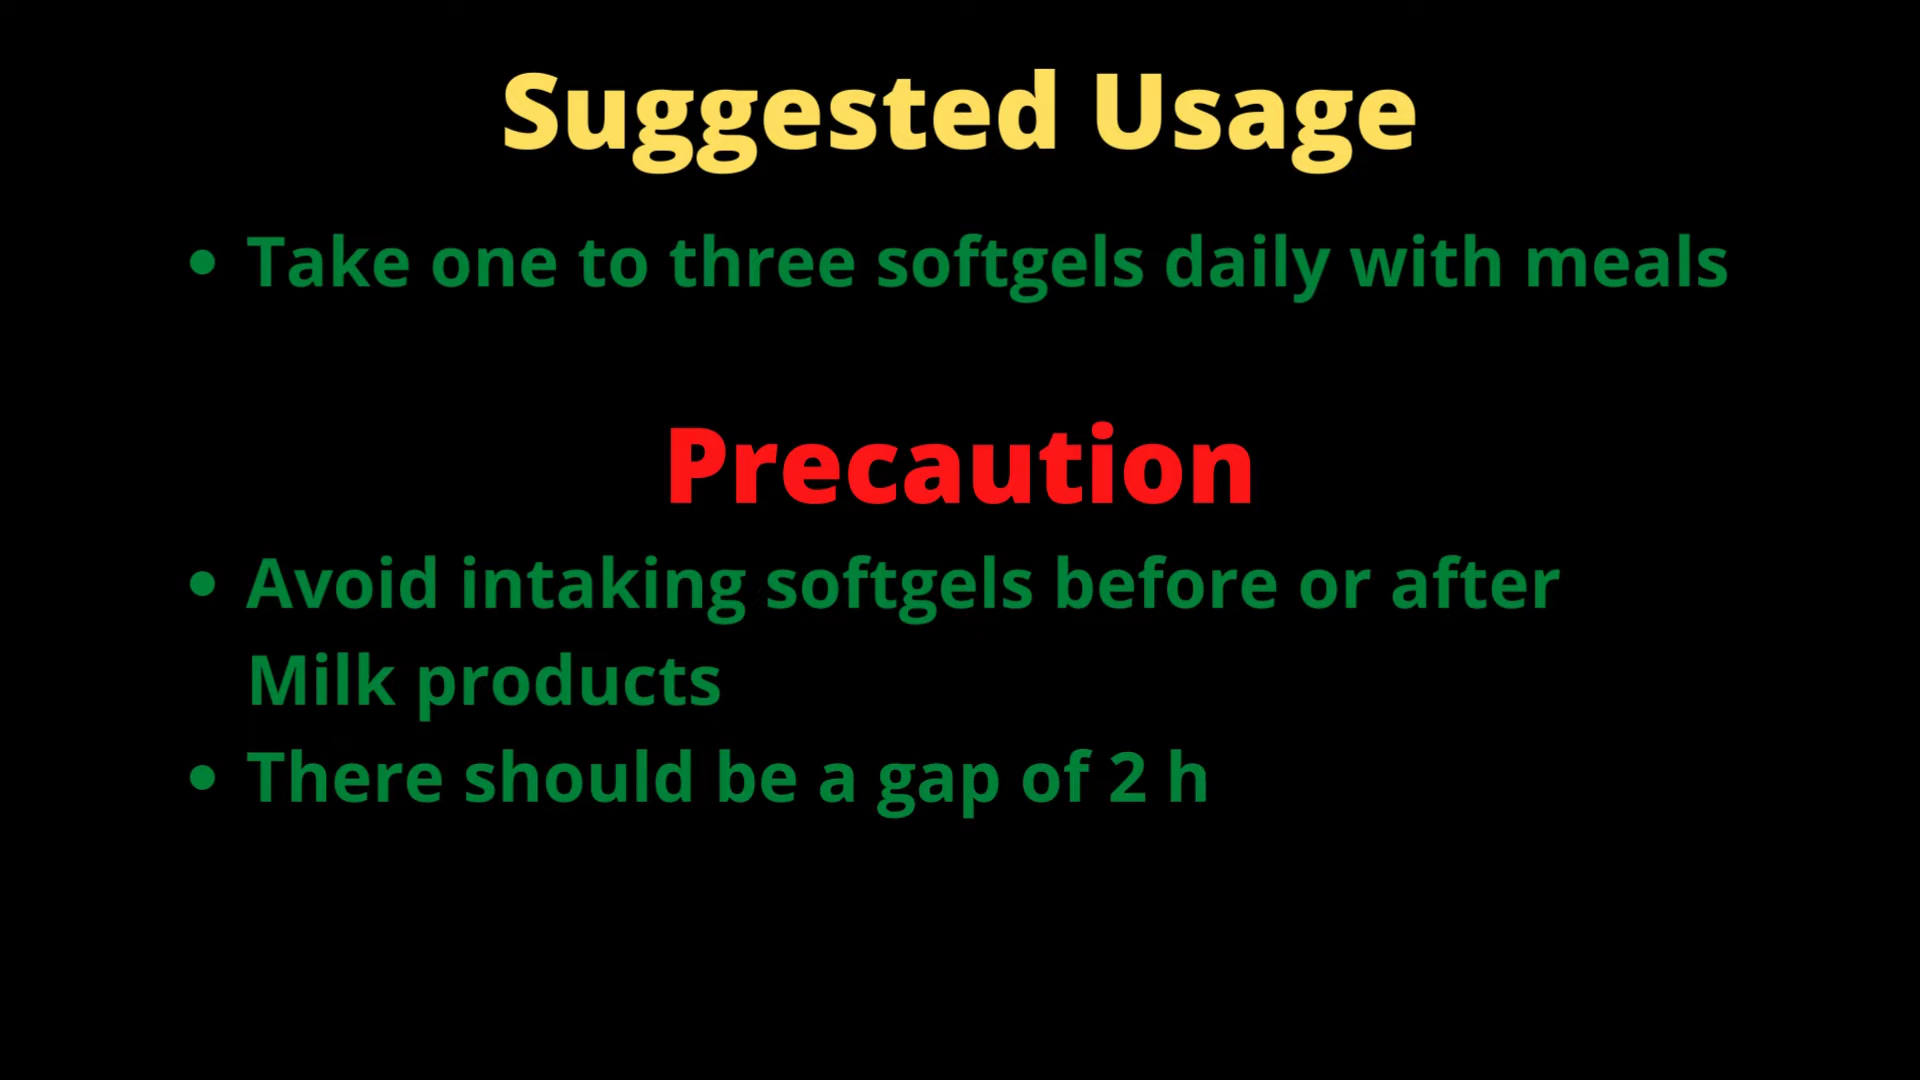 Suggested Usage
• Take one to three softgels daily with meals
Precaution
• Avoid intaking softgels before or after
Milk products
• There should be a gap of 2 h